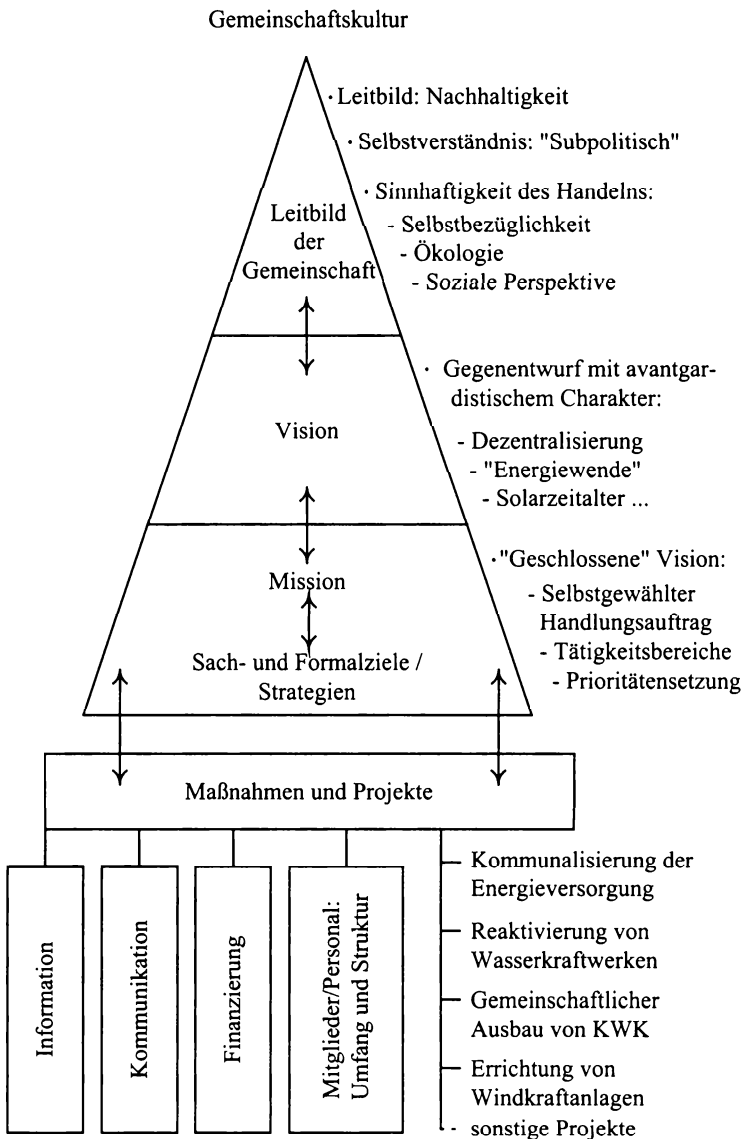 Gemeinschaftskultur
· Leitbild: Nachhaltigkeit
· Selbstverständnis: "Subpolitisch"
· Sinnhaftigkeit des Handelns:
- Selbstbezüglichkeit
- Ökologie
- Soziale Perspektive
Leitbild
der
Gemeinschaft
· Gegenentwurf mit avantgar-
distischem Charakter:
- Dezentralisierung
- "Energiewende"
- Solarzeitalter ...
Vision
· "Geschlossene" Vision:
- Selbstgewählter
Handlungsauftrag
- Tätigkeitsbereiche
- Prioritätensetzung
Mission
Sach- und Formalziele /
Strategien
Maßnahmen und Projekte
Information
Kommunikation
Finanzierung
Mitglieder/Personal:
Umfang und Struktur
Kommunalisierung der
Energieversorgung
Reaktivierung von
Wasserkraftwerken
Gemeinschaftlicher
Ausbau von KWK
Errichtung von
Windkraftanlagen
sonstige Projekte